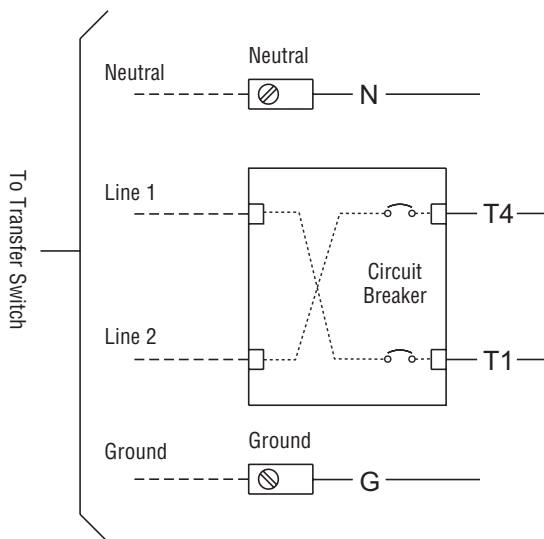 To Transfer Switch
Neutral
Neutral
N
Line 1
T4
Circuit
Breaker
Line 2
T1
Ground
Ground
G